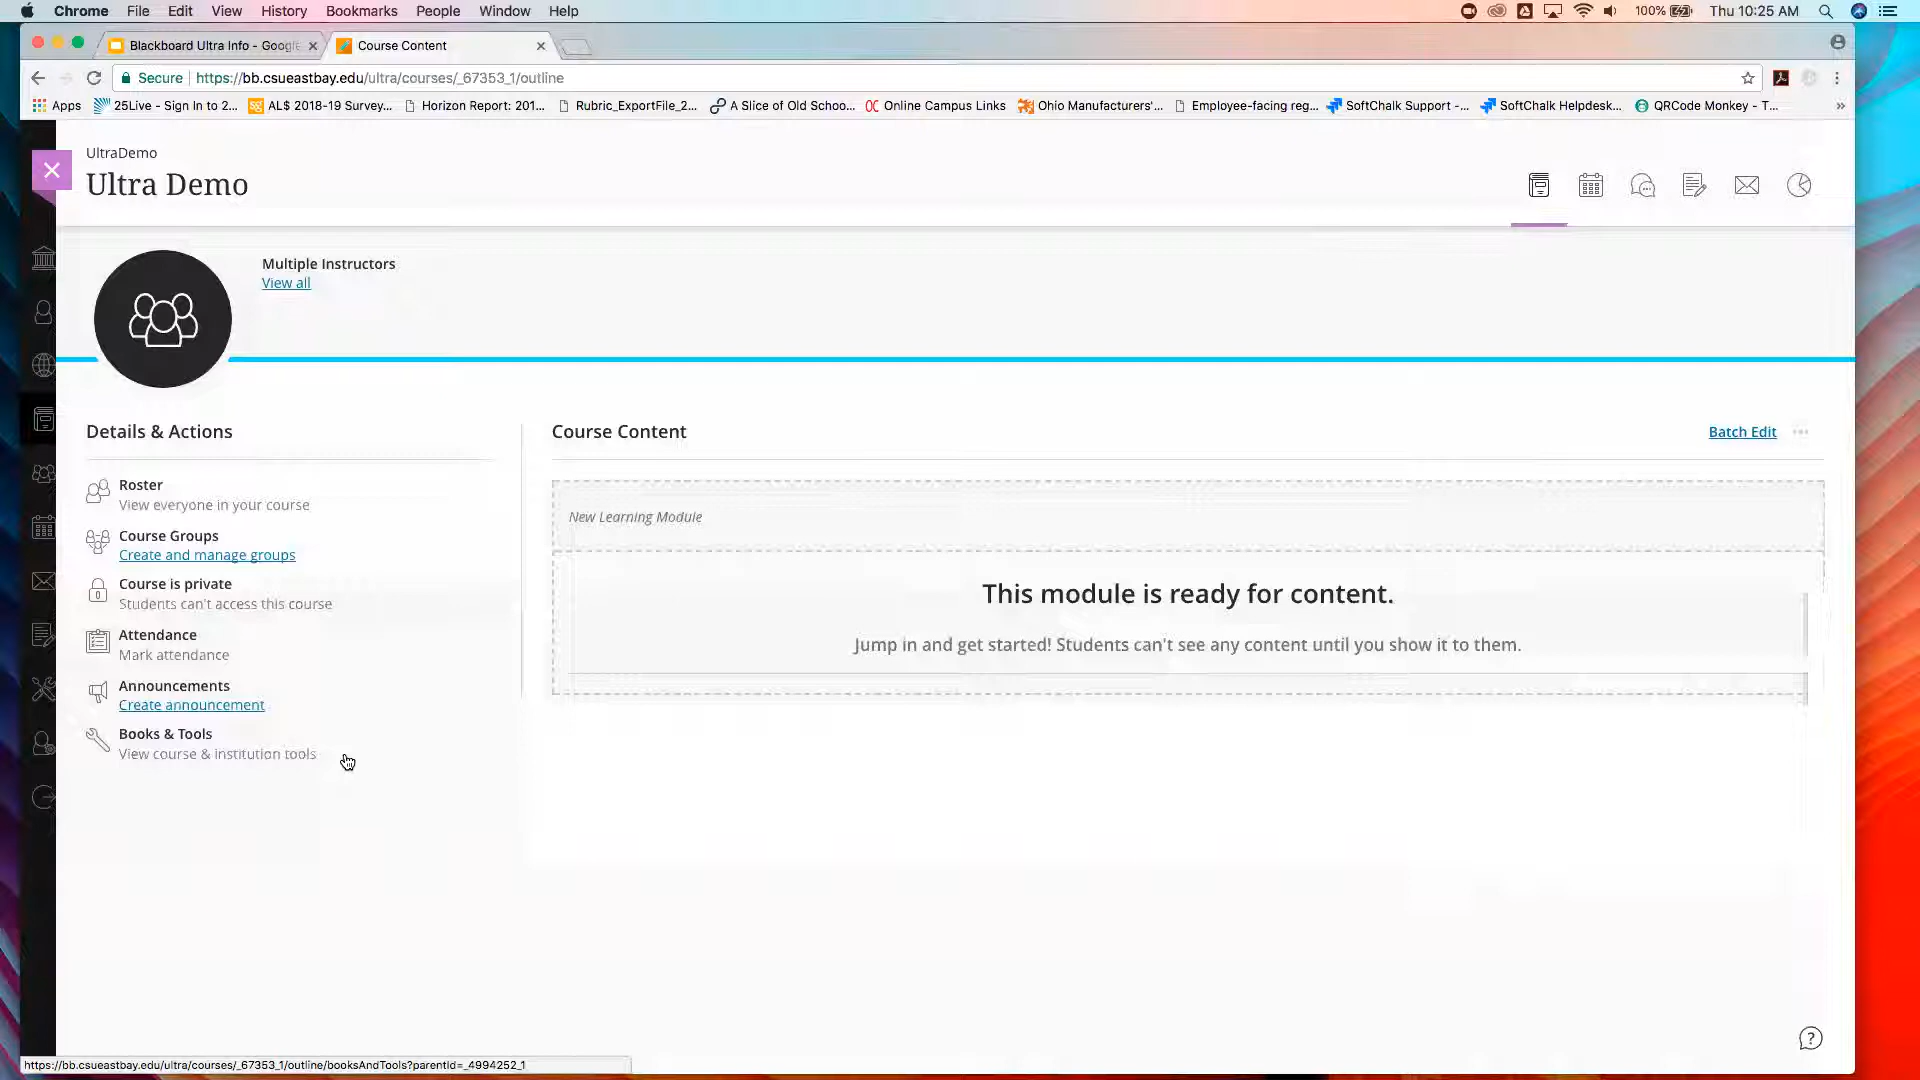 Chrome File Edit View History Bookmarks People Window Help 100% Thu 10:25 AM
Blackboard Ultra Info - Google Course Content
Secure https://bb.csueastbay.edu/ultra/courses/_67353_1/outline
Apps 25Live - Sign In to 2... AL$ 2018-19 Survey... Horizon Report: 201... Rubric_ExportFile_2... A Slice of Old Schoo... Online Campus Links Ohio Manufacturers'... Employee-facing reg... SoftChalk Support -... SoftChalk Helpdesk... QRCode Monkey - T... »
UltraDemo
Ultra Demo
Multiple Instructors
View all
Details & Actions
Roster
View everyone in your course
Course Groups
Create and manage groups
Course is private
Students can't access this course
Attendance
Mark attendance
Announcements
Create announcement
Books & Tools
View course & institution tools
Course Content
Batch Edit
New Learning Module
This module is ready for content.
Jump in and get started! Students can't see any content until you show it to them.
https://bb.csueastbay.edu/ultra/courses/_67353_1/outline/booksAndTools?parentId=_4994252_1